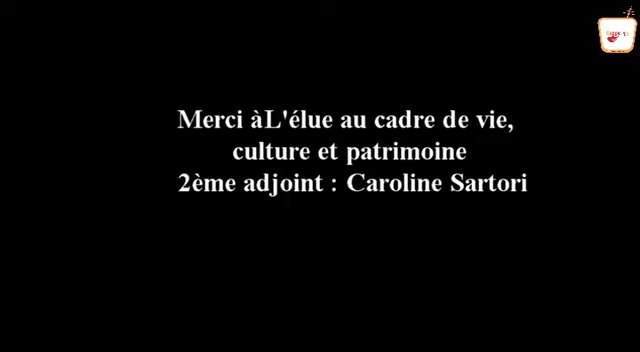 Merci àL'élue au cadre de vie,
culture et patrimoine
2ème adjoint : Caroline Sartori